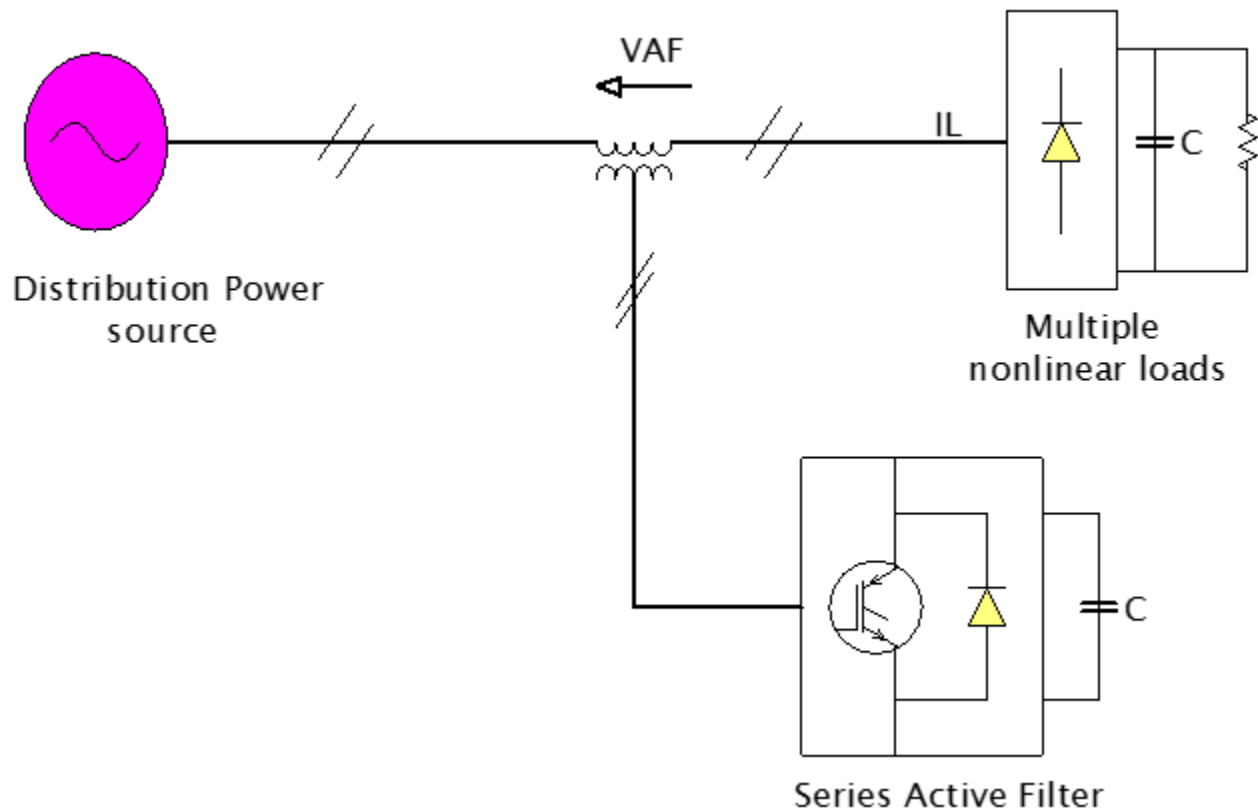 VAF
IL
C
Distribution Power
source
Multiple
nonlinear loads
C
Series Active Filter